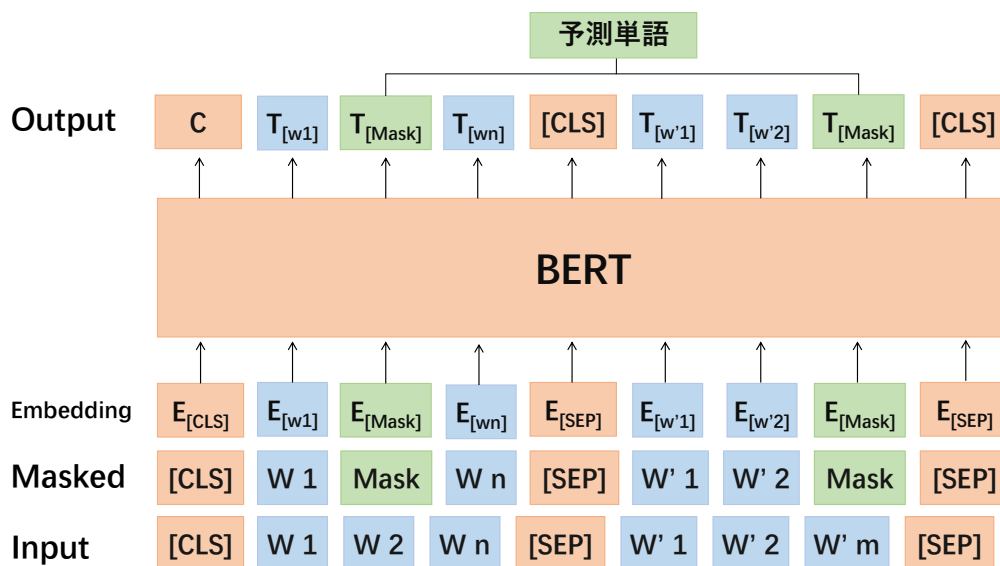 予測単語
Output C T[w1] T[Mask] T[wn] [CLS] T[w'1] T[w'2] T[Mask] [CLS]
BERT
Embedding E[CLS] E[w1] E[Mask] E[wn] E[SEP] E[w'1] E[w'2] E[Mask] E[SEP]
Masked [CLS] W 1 Mask W n [SEP] W' 1 W' 2 Mask [SEP]
Input [CLS] W 1 W 2 W n [SEP] W' 1 W' 2 W' m [SEP]